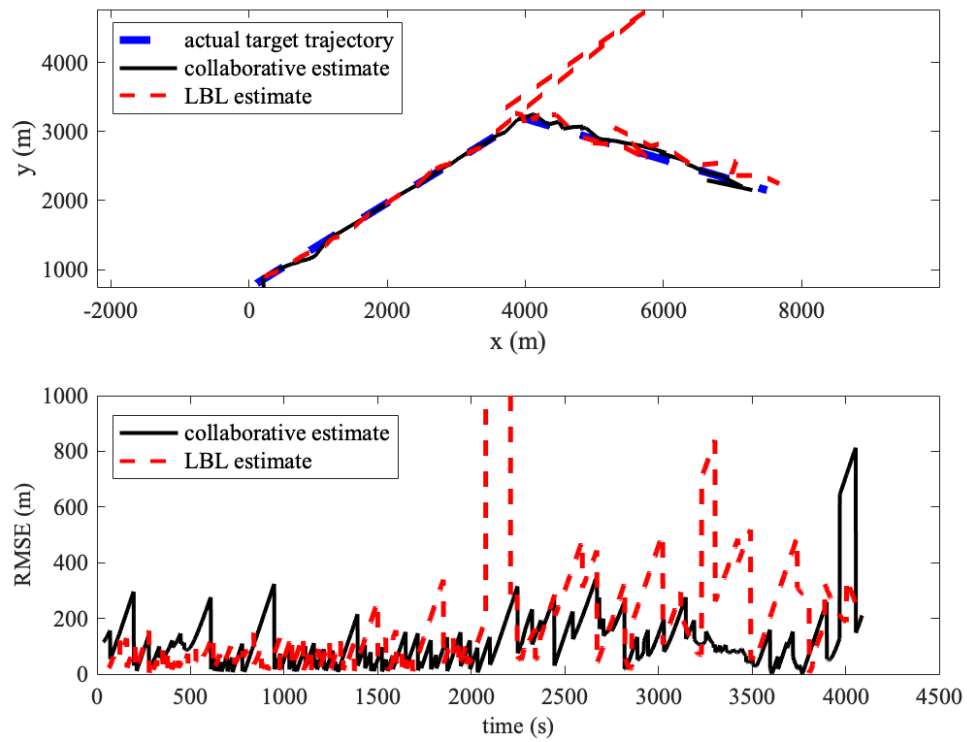 4000
3000
2000
1000
y (m)
actual target trajectory
collaborative estimate
LBL estimate
-2000 0 2000 4000 6000 8000
x (m)
1000
800
600
400
200
0
RMSE (m)
collaborative estimate
LBL estimate
0 500 1000 1500 2000 2500 3000 3500 4000 4500
time (s)